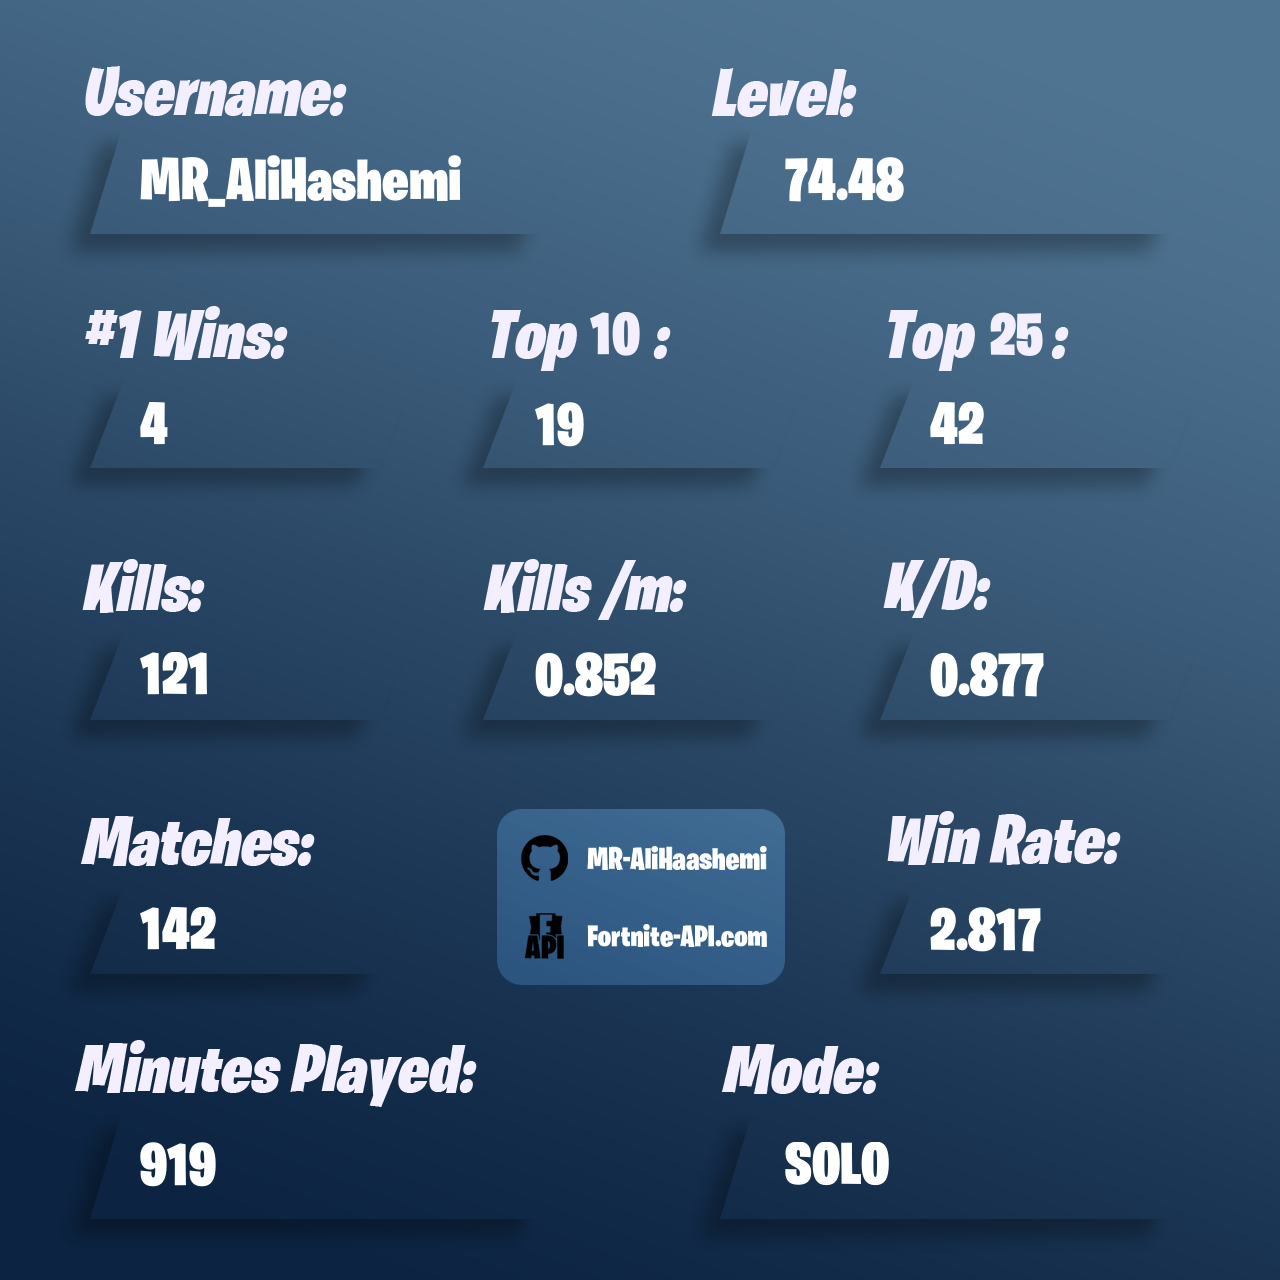 Username:
Level:
MR_AliHashemi
74.48
#1 Wins:
Top 10 :
Top 25 :
4
19
42
Kills:
Kills /m:
K/D:
121
0.852
0.877
Matches:
Win Rate:
142
MR-AliHaashemi
API
Fortnite-API.com
2.817
Minutes Played:
Mode:
919
SOLO